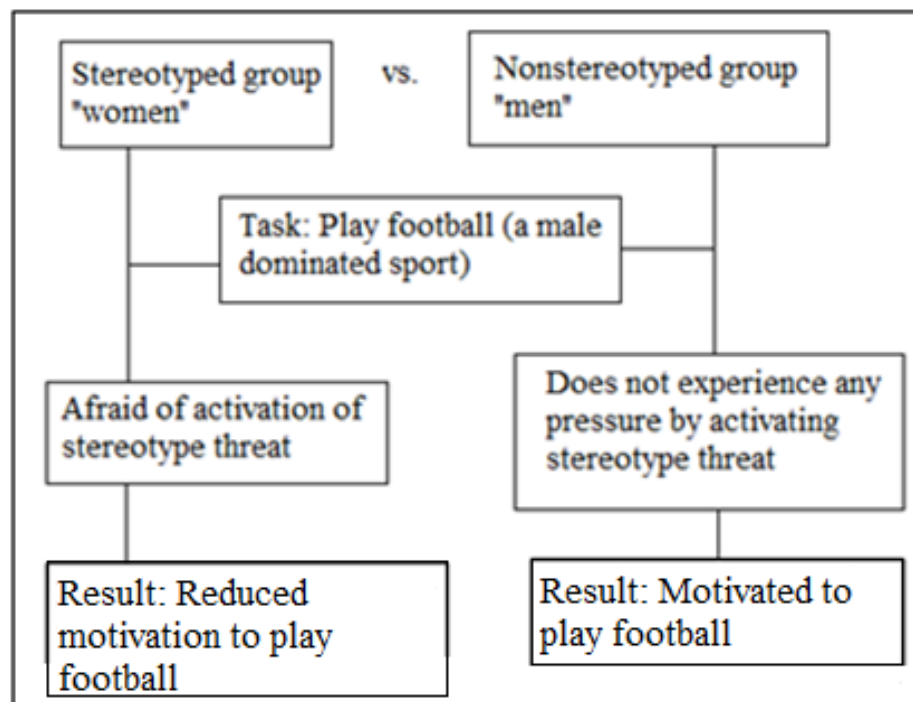 Stereotyped group
"women"
vs.
Nonstereotyped group
"men"
Task: Play football (a male
dominated sport)
Afraid of activation of
stereotype threat
Does not experience any
pressure by activating
stereotype threat
Result: Reduced
motivation to play
football
Result: Motivated to
play football